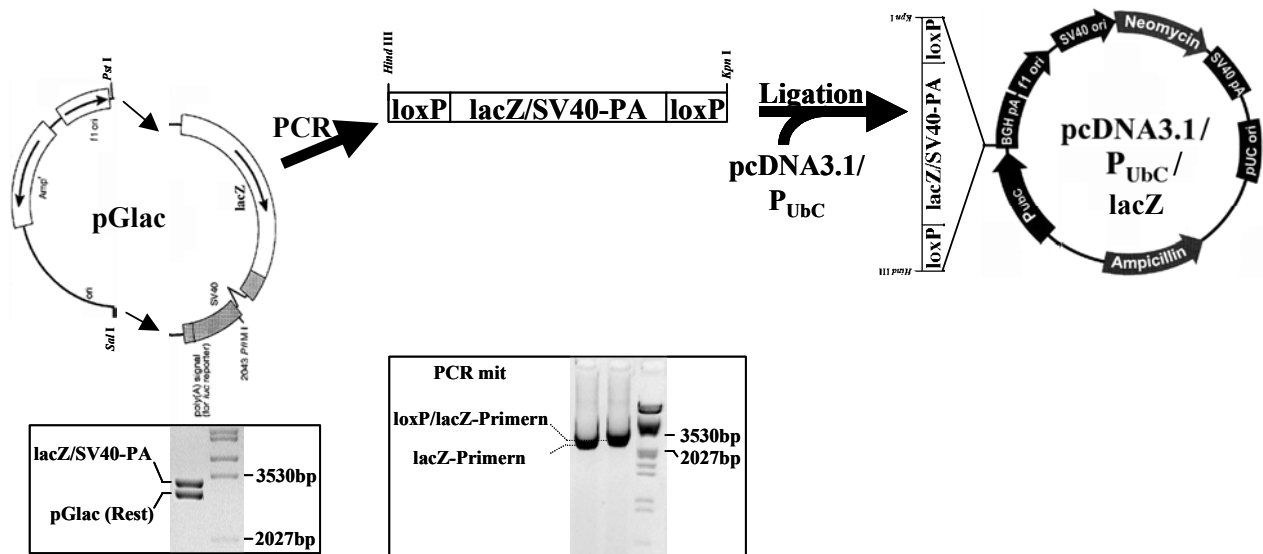 Pst I
f1 ori
Amp^r
pGlac
lacZ
ori
Sal I
SV40
2043 PflM I
poly(A) signal
(for luc reporter)
PCR
Hind III
Kpn I
loxP
lacZ/SV40-PA
loxP
Ligation
pcDNA3.1/
P_UbC
Kpn I
loxP
lacZ/SV40-PA
loxP
Hind III
SV40 ori
Neomycin
SV40 pA
pUC ori
Ampicillin
P_UbC
BGH pA
f1 ori
pcDNA3.1/
P_UbC/
lacZ
lacZ/SV40-PA
pGlac (Rest)
3530bp
2027bp
PCR mit
loxP/lacZ-Primern
lacZ-Primern
3530bp
2027bp